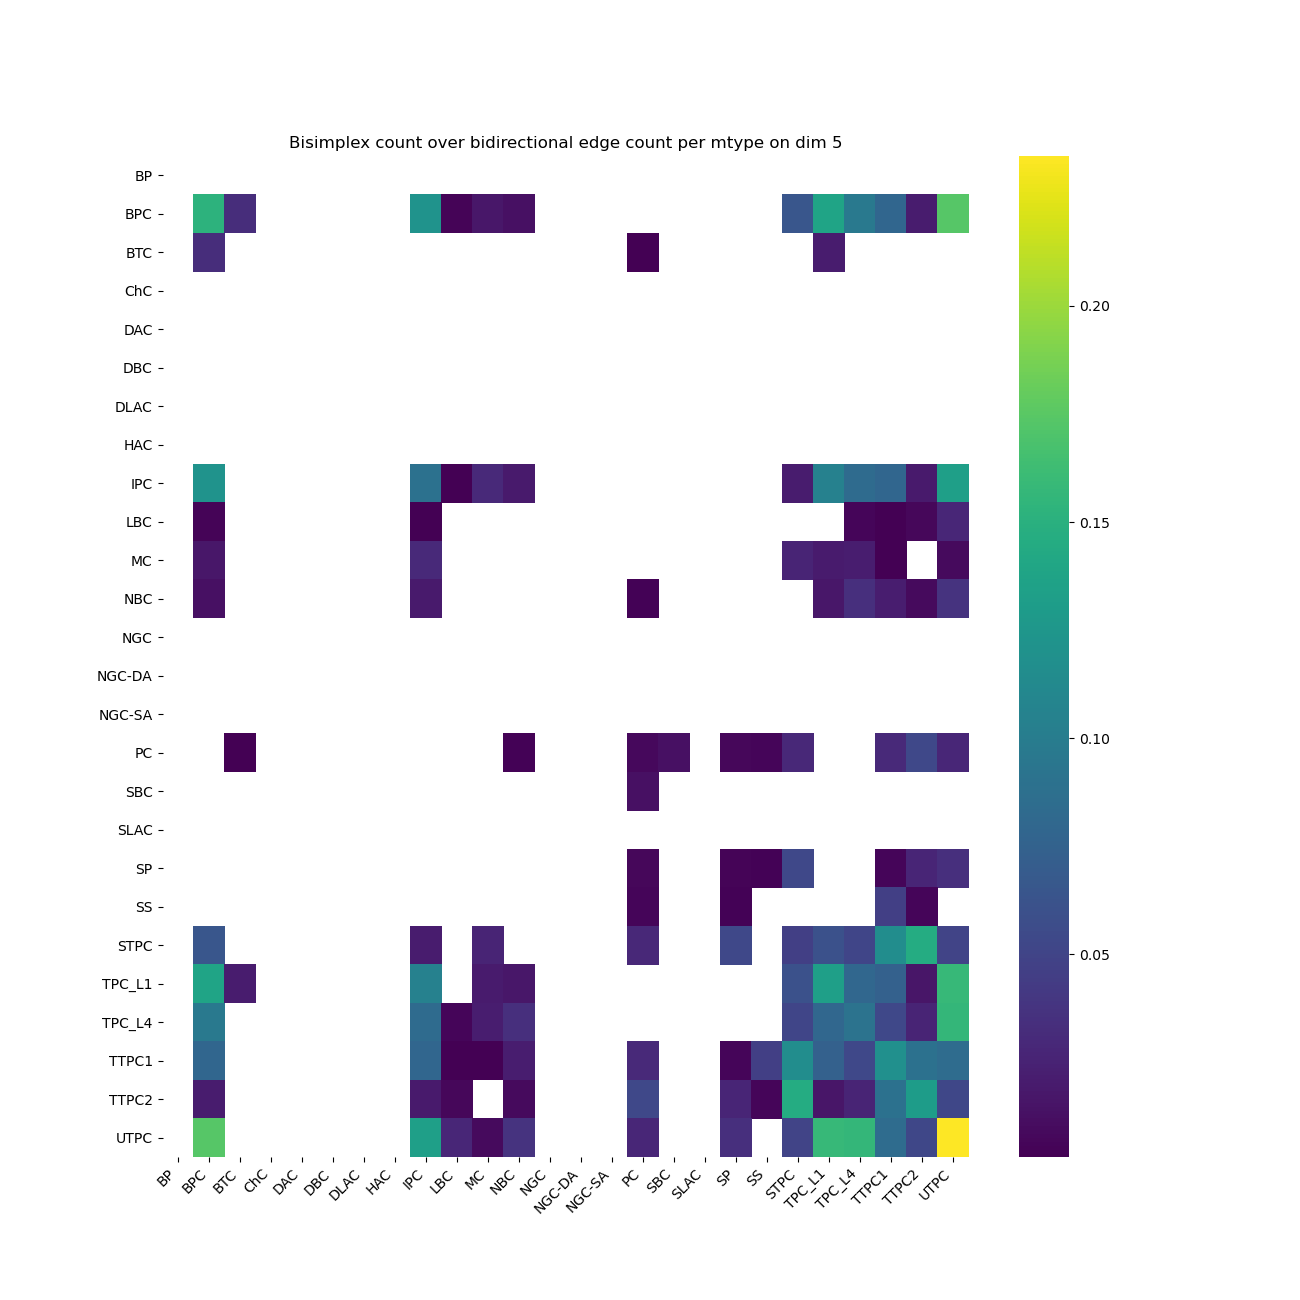 Bisimplex count over bidirectional edge count per mtype on dim 5
BP
BPC
BTC
ChC
DAC
DBC
DLAC
HAC
IPC
LBC
MC
NBC
NGC
NGC-DA
NGC-SA
PC
SBC
SLAC
SP
SS
STPC
TPC_L1
TPC_L4
TTPC1
TTPC2
UTPC
BP
BPC
BTC
ChC
DAC
DBC
DLAC
HAC
IPC
LBC
MC
NBC
NGC
NGC-DA
NGC-SA
PC
SBC
SLAC
SP
SS
STPC
TPC_L1
TPC_L4
TTPC1
TTPC2
UTPC
0.20
0.15
0.10
0.05